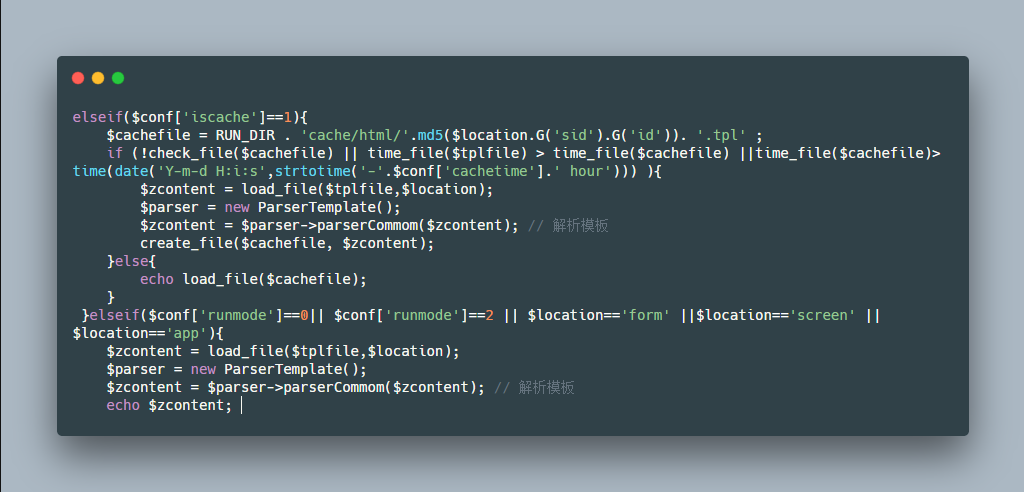 elseif($conf['iscache']==1){
$cachefile = RUN_DIR . 'cache/html/'.md5($location.G('sid').G('id')). '.tpl' ;
if (!check_file($cachefile) || time_file($tplfile) > time_file($cachefile) ||time_file($cachefile)>
time(date('Y-m-d H:i:s',strtotime('-'.$conf['cachetime'].' hour'))) ){
$zcontent = load_file($tplfile,$location);
$parser = new ParserTemplate();
$zcontent = $parser->parserCommom($zcontent); // 解析模板
create_file($cachefile, $zcontent);
}else{
echo load_file($cachefile);
}
}elseif($conf['runmode']==0|| $conf['runmode']==2 || $location=='form' ||$location=='screen' ||
$location=='app'){
$zcontent = load_file($tplfile,$location);
$parser = new ParserTemplate();
$zcontent = $parser->parserCommom($zcontent); // 解析模板
echo $zcontent;